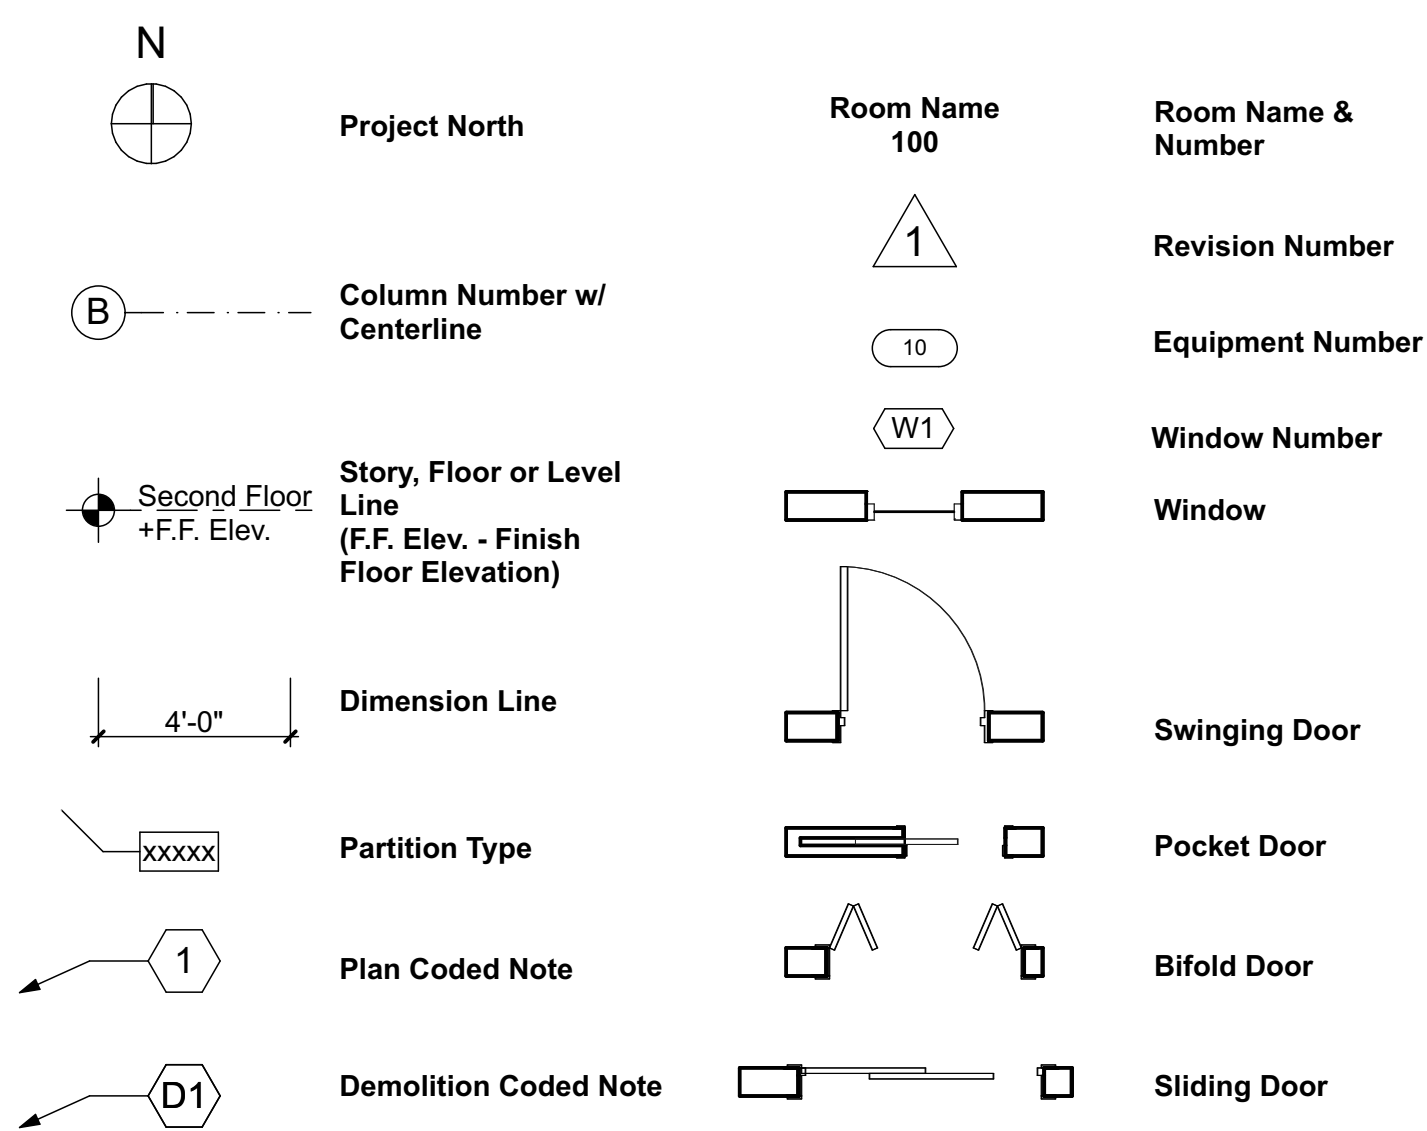 N
Project North
B
Column Number w/
Centerline
Second Floor
+F.F. Elev.
Story, Floor or Level
Line
(F.F. Elev. - Finish
Floor Elevation)
4'-0"
Dimension Line
xxxxx
Partition Type
1
Plan Coded Note
D1
Demolition Coded Note
Room Name
100
Room Name &
Number
1
Revision Number
10
Equipment Number
W1
Window Number
Window
Swinging Door
Pocket Door
Bifold Door
Sliding Door